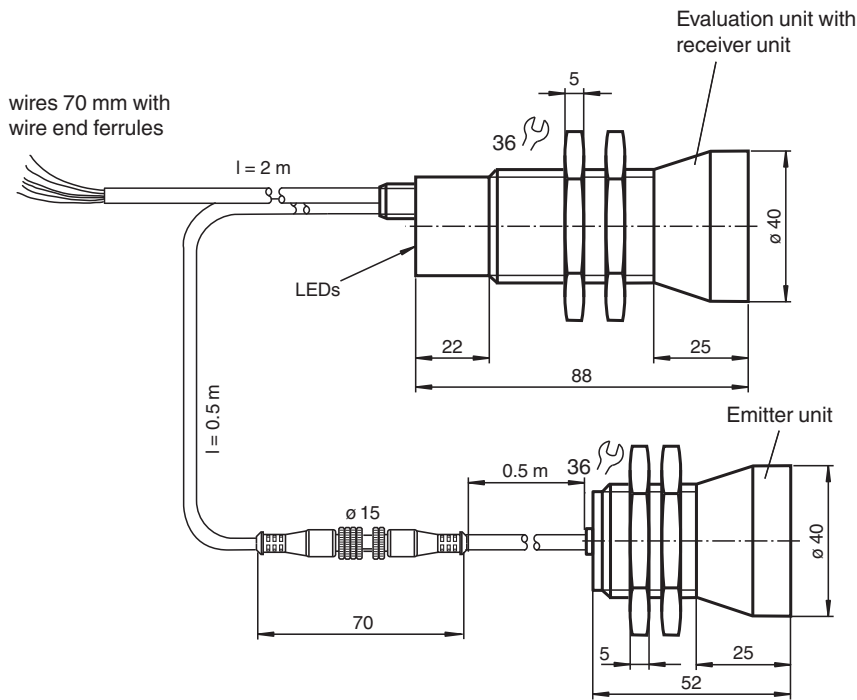 Evaluation unit with
receiver unit
5
wires 70 mm with
wire end ferrules
36
l = 2 m
ø 40
LEDs
22
25
88
l = 0.5 m
Emitter unit
0.5 m
36
ø 15
ø 40
70
5
25
52